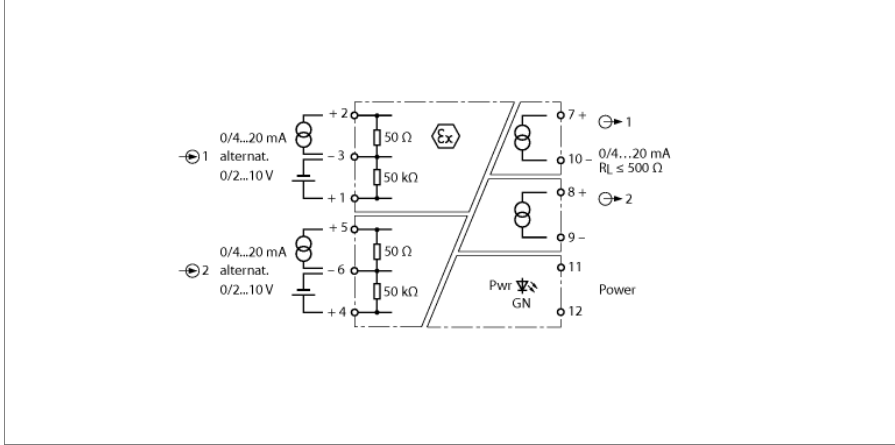 + 2
0/4...20 mA
50 Ω
Ex
1 alternat.
- 3
0/2...10 V
50 kΩ
+ 1
+ 5
0/4...20 mA
50 Ω
2 alternat.
- 6
0/2...10 V
50 kΩ
+ 4
7 +
1
10 -
0/4...20 mA
RL ≤ 500 Ω
8 +
2
9 -
11
Pwr
GN
Power
12